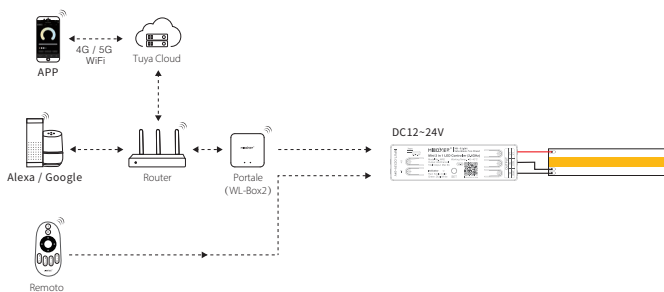 4G / 5G
WiFi
APP
Tuya Cloud
DC12~24V
Alexa / Google
Router
Portale
(WL-Box2)
Remoto